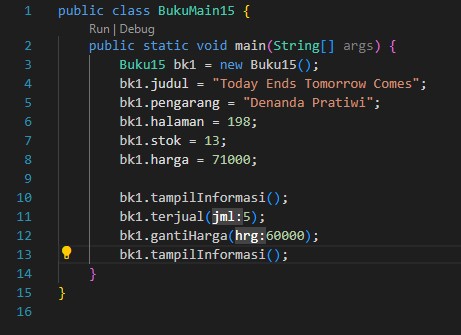 1 public class BukuMain15 {
Run | Debug
2 public static void main(String[] args) {
3 Buku15 bk1 = new Buku15();
4 bk1.judul = "Today Ends Tomorrow Comes";
5 bk1.pengarang = "Denanda Pratiwi";
6 bk1.halaman = 198;
7 bk1.stok = 13;
8 bk1.harga = 71000;
9
10 bk1.tampilInformasi();
11 bk1.terjual(jml:5);
12 bk1.gantiHarga(hrg:60000);
13 bk1.tampilInformasi();
14 }
15 }
16